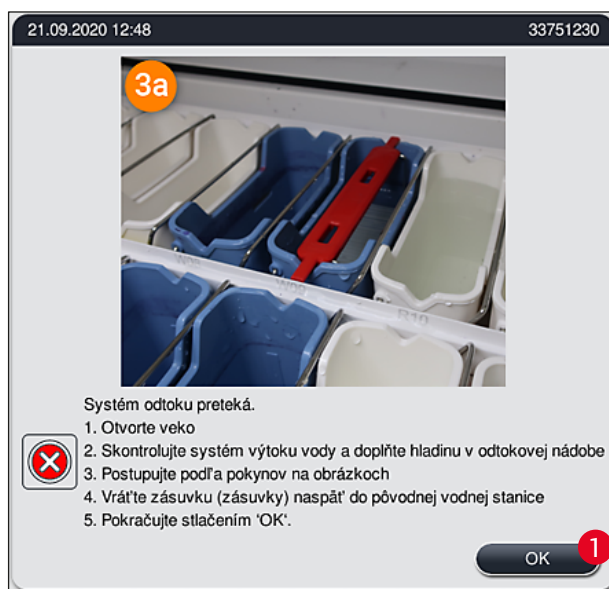 21.09.2020 12:48 33751230
3a
W09
R10
Systém odtoku preteká.
1. Otvorte veko
2. Skontrolujte systém výtoku vody a doplňte hladinu v odtokovej nádobe
3. Postupujte podľa pokynov na obrázkoch
4. Vráťte zásuvku (zásuvky) naspäť do pôvodnej vodnej stanice
5. Pokračujte stlačením 'OK'.
OK 1